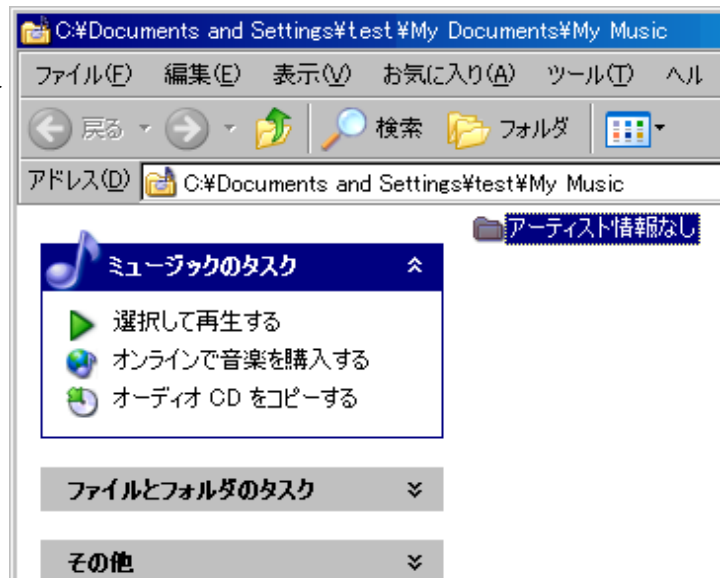 C:¥Documents and Settings¥test¥My Documents¥My Music
ファイル(F) 編集(E) 表示(V) お気に入り(A) ツール(T) ヘル
戻る 検索 フォルダ
アドレス(D) C:¥Documents and Settings¥test¥My Music
アーティスト情報なし
ミュージックのタスク
選択して再生する
オンラインで音楽を購入する
オーディオ CD をコピーする
ファイルとフォルダのタスク
その他